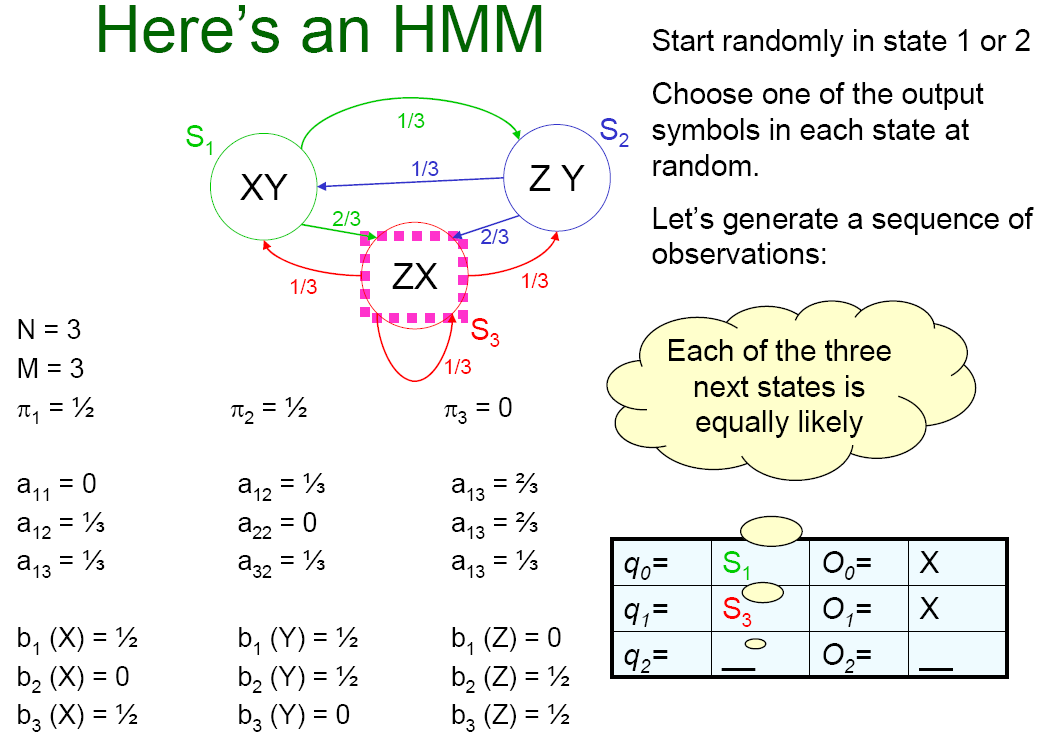 Here's an HMM
Start randomly in state 1 or 2
Choose one of the output
symbols in each state at
random.
Let's generate a sequence of
observations:
S1
1/3
S2
XY
1/3
Z Y
2/3
2/3
ZX
1/3
1/3
S3
1/3
Each of the three
next states is
equally likely
N = 3
M = 3
π1 = ½ π2 = ½ π3 = 0
a11 = 0 a12 = ⅓ a13 = ⅔
a12 = ⅓ a22 = 0 a13 = ⅔
a13 = ⅓ a32 = ⅓ a13 = ⅓
b1 (X) = ½ b1 (Y) = ½ b1 (Z) = 0
b2 (X) = 0 b2 (Y) = ½ b2 (Z) = ½
b3 (X) = ½ b3 (Y) = 0 b3 (Z) = ½
q0= S1 O0= X
q1= S3 O1= X
q2= __ O2= __